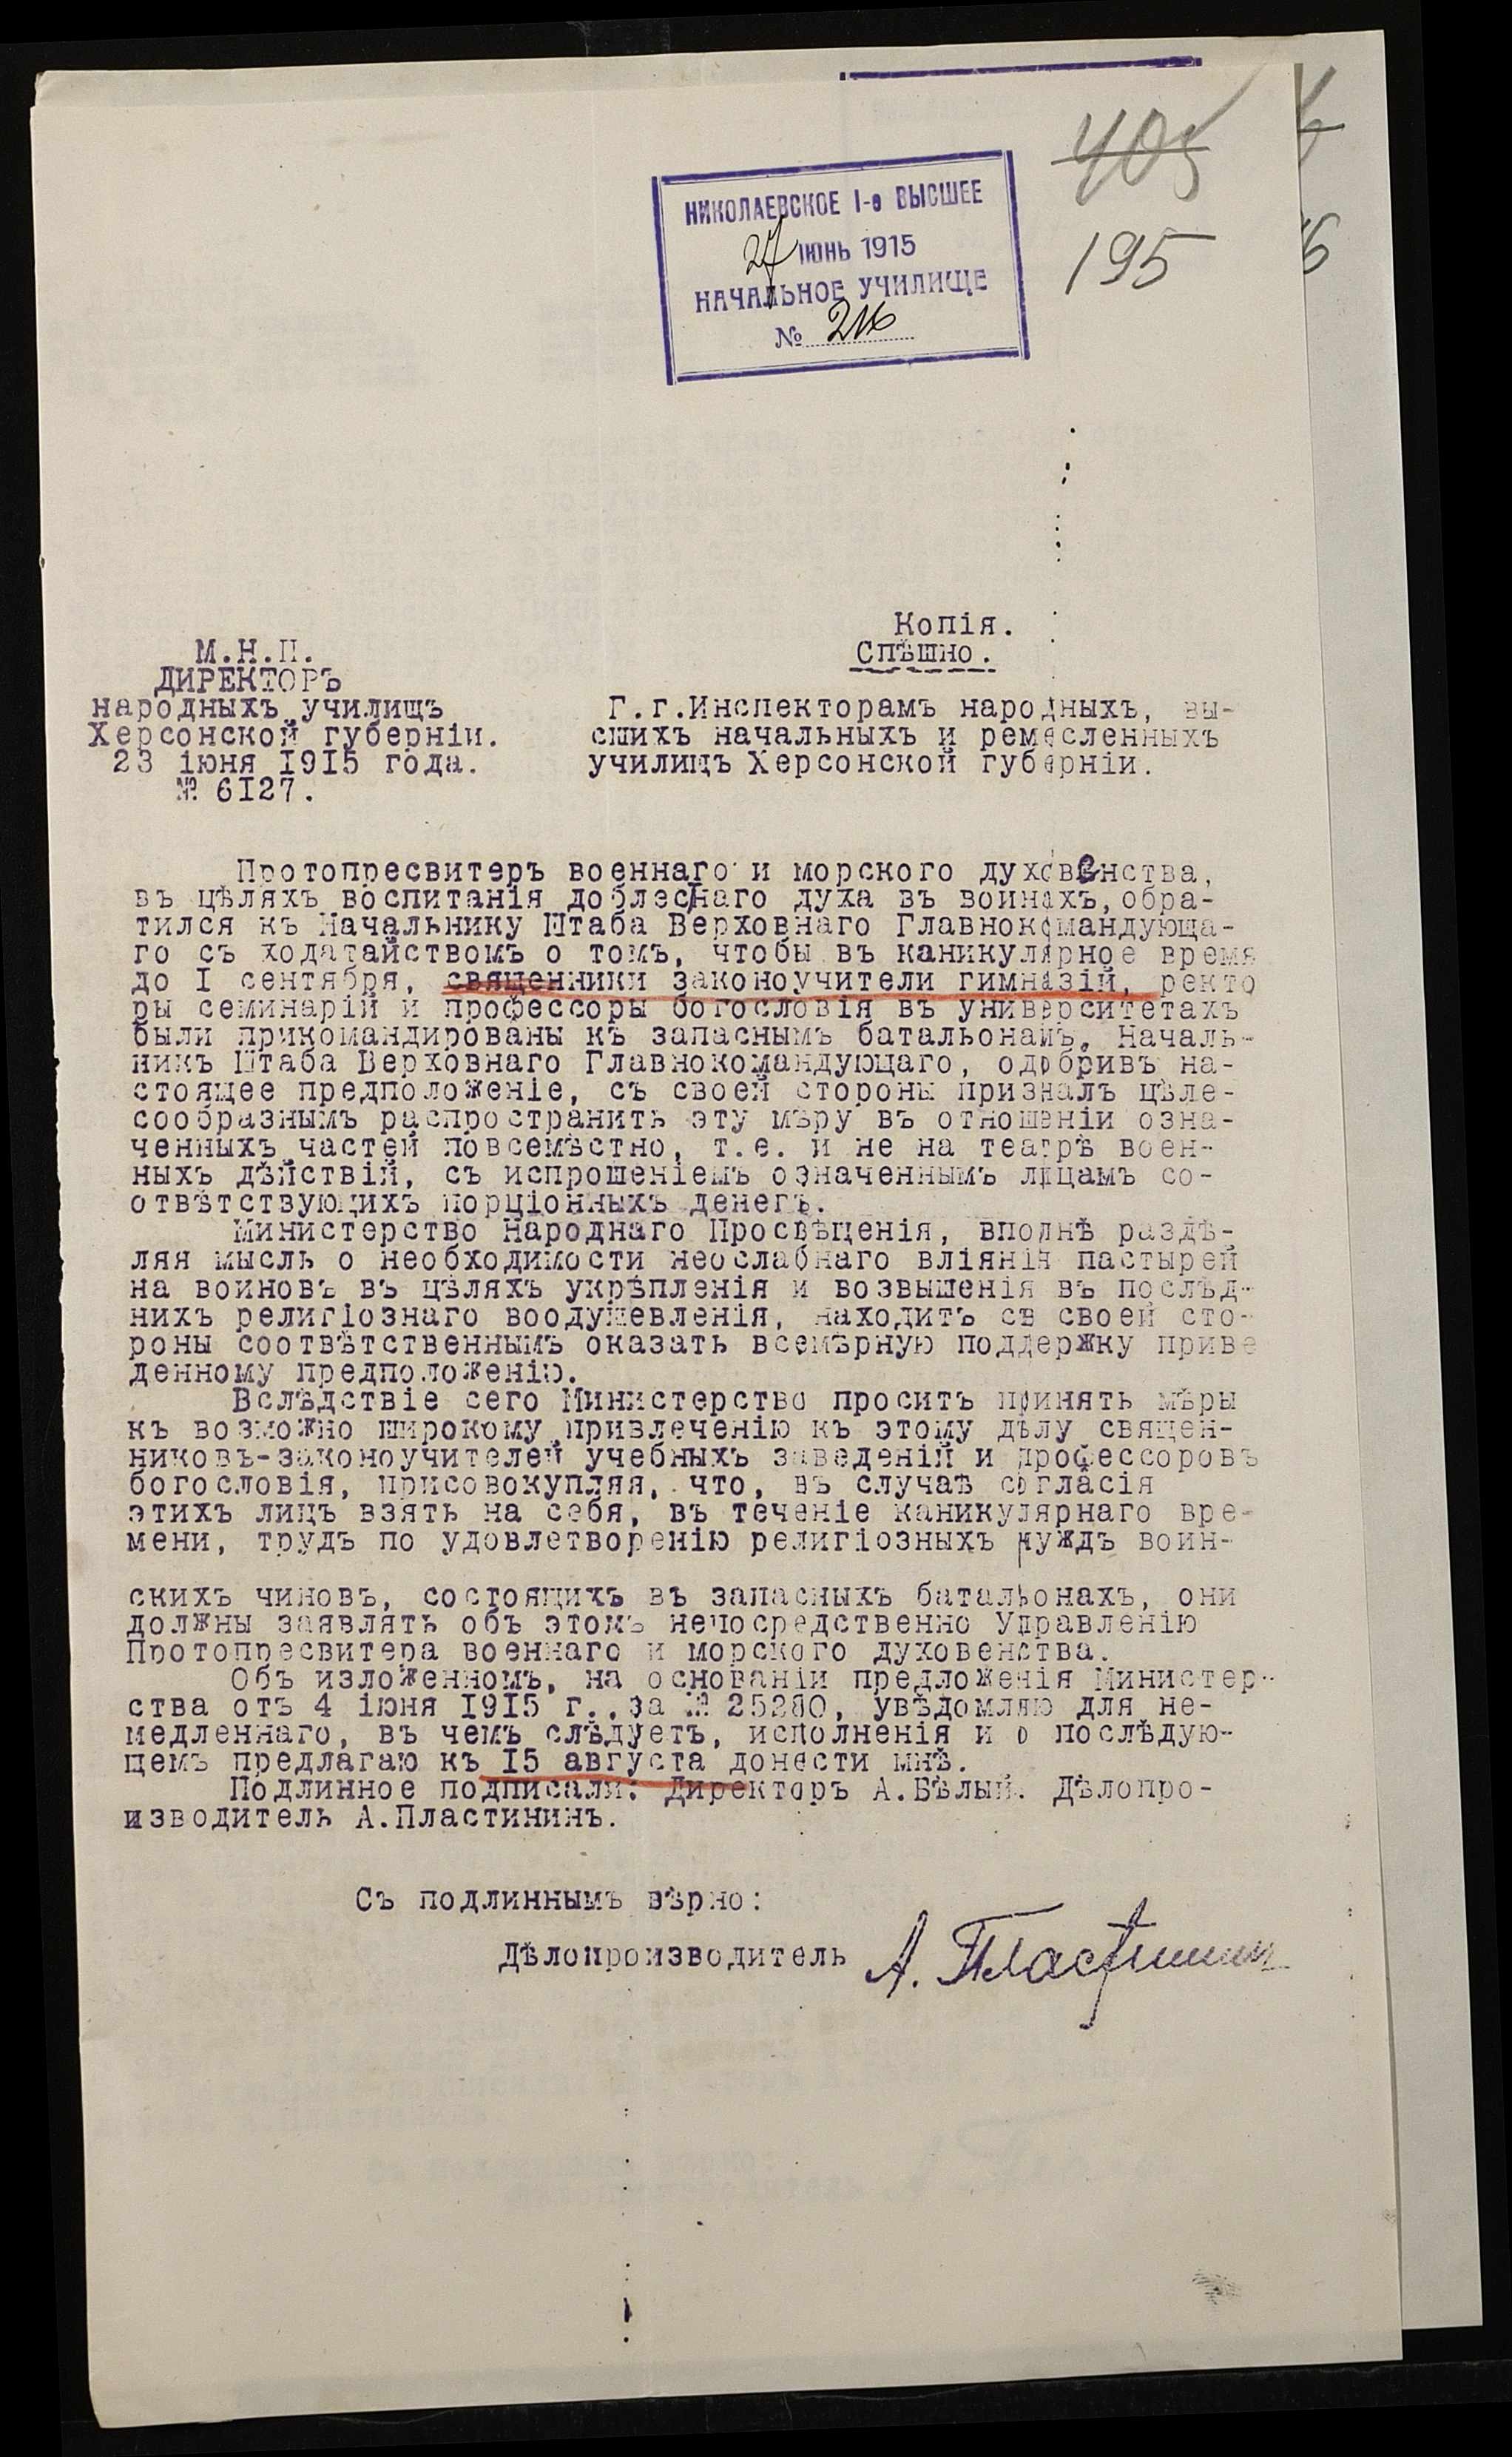 405
195
НИКОЛАЕВСКОЕ I-е ВЫСШЕЕ
27 ІЮНЬ 1915
НАЧАЛЬНОЕ УЧИЛИЩЕ
№ 216
Копія.
Спѣшно.
М.Н.П.
ДИРЕКТОРЪ
народныхъ училищъ
Херсонской губерніи.
23 іюня I9I5 года.
№ 6I27.
Г.г.Инспекторамъ народныхъ, вы-
сшихъ начальныхъ и ремесленныхъ
училищъ Херсонской губерніи.
Протопресвитеръ военнаго и морского духовенства,
въ цѣляхъ воспитанія доблеснаго духа въ воинахъ, обра-
тился къ Начальнику Штаба Верховнаго Главнокомандующа-
го съ ходатайствомъ о томъ, чтобы въ каникулярное время
до I сентября, священники законоучители гимназій, ректо
ры семинарій и профессоры богословія въ университетахъ
были прикомандированы къ запаснымъ батальонамъ. Началь-
никъ Штаба Верховнаго Главнокомандующаго, одобривъ на-
стоящее предположеніе, съ своей стороны призналъ цѣле-
сообразнымъ распространить эту мѣру въ отношеніи озна-
ченныхъ частей повсемѣстно, т.е. и не на театрѣ воен-
ныхъ дѣйствій, съ испрошеніемъ означеннымъ лицамъ со-
отвѣтствующихъ порціонныхъ денегъ.
Министерство Народнаго Просвѣщенія, вполнѣ раздѣ-
ляя мысль о необходимости неослабнаго вліянія пастырей
на воиновъ въ цѣляхъ укрѣпленія и возвышенія въ послѣд-
нихъ религіознаго воодушевленія, находитъ съ своей сто-
роны соотвѣтственнымъ оказать всемѣрную поддержку приве
денному предположенію.
Вслѣдствіе сего Министерство проситъ принять мѣры
къ возможно широкому привлеченію къ этому дѣлу священ-
никовъ-законоучителей учебныхъ заведеній и профессоровъ
богословія, присовокупляя, что, въ случаѣ согласія
этихъ лицъ взять на себя, въ теченіе каникулярнаго вре-
мени, трудъ по удовлетворенію религіозныхъ нуждъ воин-
скихъ чиновъ, состоящихъ въ запасныхъ батальонахъ, они
должны заявлять объ этомъ непосредственно Управленію
Протопресвитера военнаго и морского духовенства.
Объ изложенномъ, на основаніи предложенія Министер-
ства отъ 4 іюня I9I5 г., за № 25280, увѣдомляю для не-
медленнаго, въ чемъ слѣдуетъ, исполненія и о послѣдую-
щемъ предлагаю къ I5 августа донести мнѣ.
Подлинное подписали: Директоръ А.Бѣлый. Дѣлопро-
изводитель А.Пластининъ.
Съ подлиннымъ вѣрно:
Дѣлопроизводитель А. Пластинин